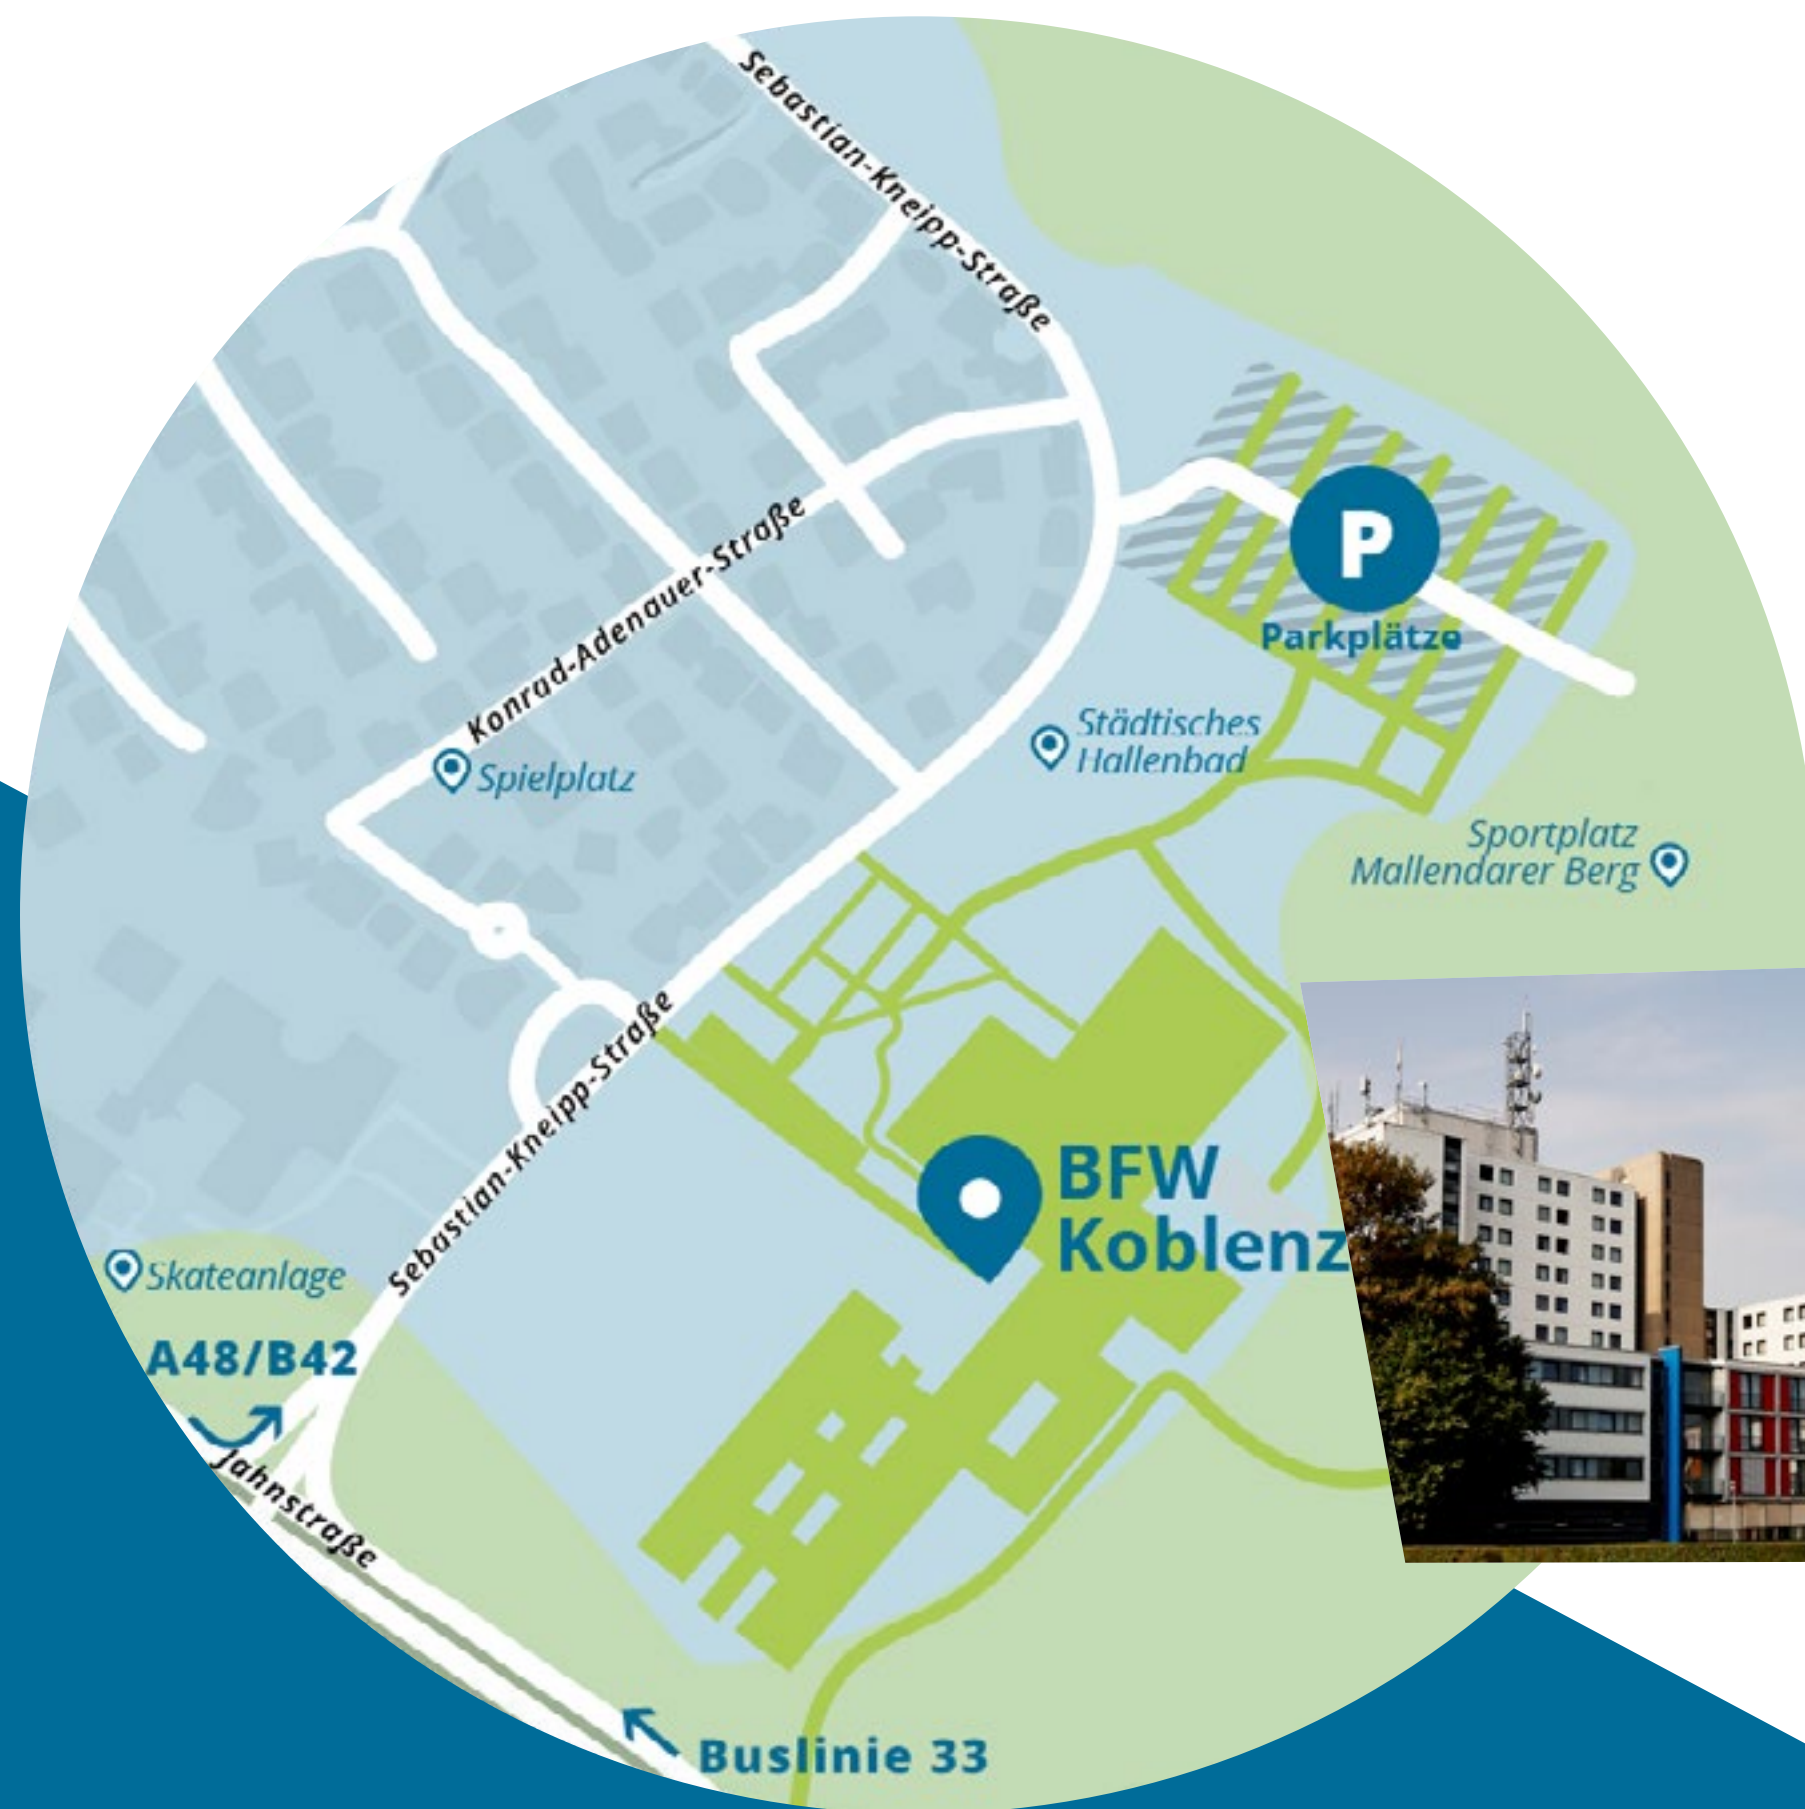 Sebastian-Kneipp-Straße
P
Parkplätze
Konrad-Adenauer-Straße
Städtisches
Hallenbad
Spielplatz
Sportplatz
Mallendarer Berg
Sebastian-Kneipp-Straße
BFW
Koblenz
Skateanlage
A48/B42
Jahnstraße
Buslinie 33